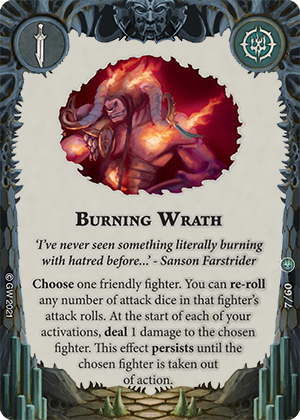 BURNING WRATH
'I've never seen something literally burning
with hatred before...' - Sanson Farstrider
Choose one friendly fighter. You can re-roll
any number of attack dice in that fighter's
attack rolls. At the start of each of your
activations, deal 1 damage to the chosen
fighter. This effect persists until the
chosen fighter is taken out
of action.
© GW 2021
7/60